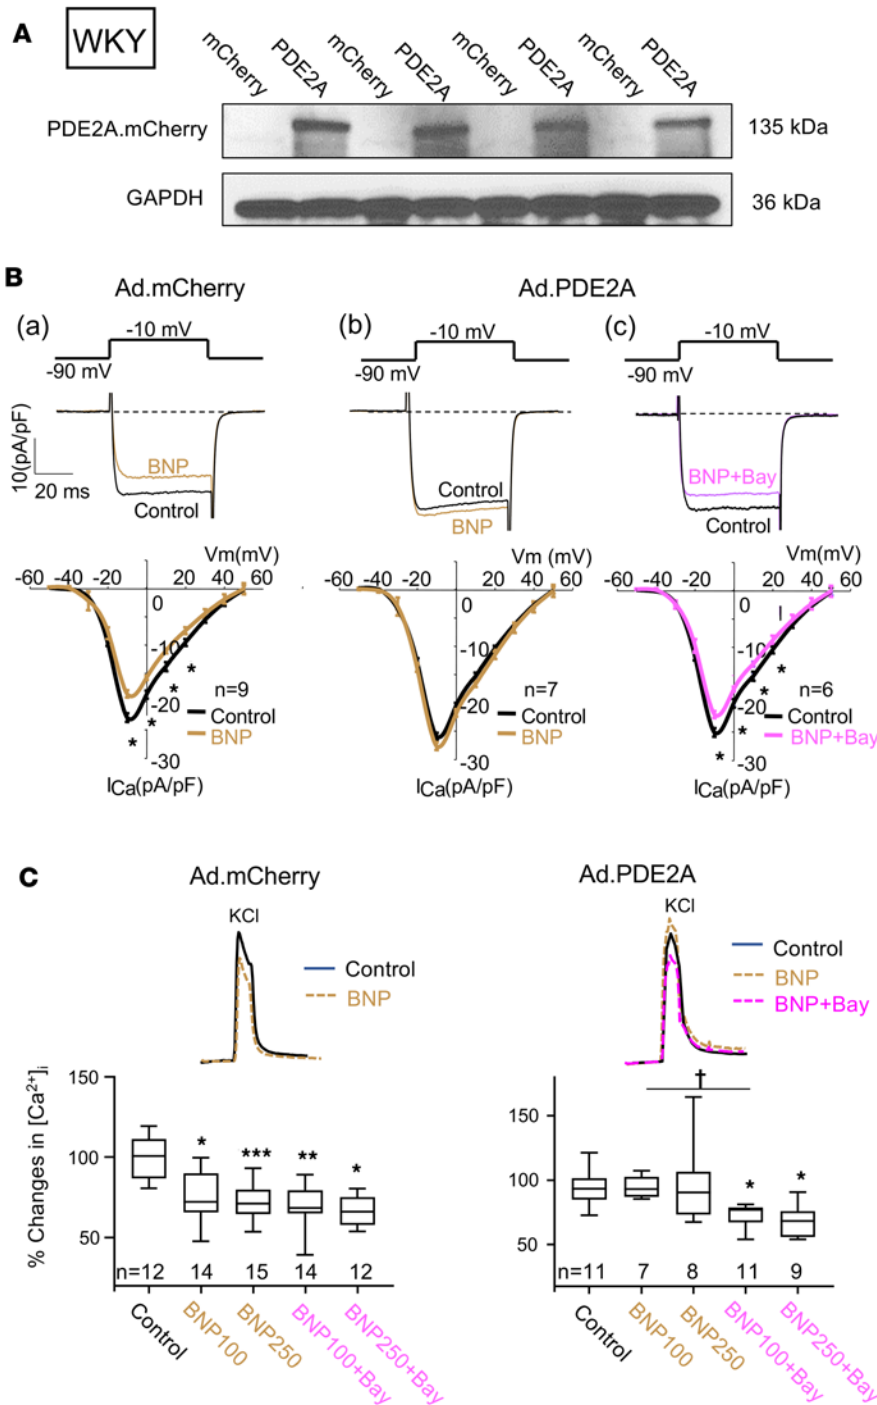 A
WKY
mCherry PDE2A mCherry PDE2A mCherry PDE2A mCherry PDE2A
PDE2A.mCherry 135 kDa
GAPDH 36 kDa
B
Ad.mCherry Ad.PDE2A
(a) (b) (c)
-10 mV -10 mV -10 mV
-90 mV -90 mV -90 mV
10(pA/pF)
20 ms
BNP
Control
Control
BNP
BNP+Bay
Control
Vm(mV) Vm (mV) Vm(mV)
-60 -40 -20 20 40 60 -60 -40 -20 20 40 60 -60 -40 -20 20 40 60
0 0 0
-10 -10 -10
* * *
n=9 n=7 n=6
-20 -20 -20
Control Control Control
BNP BNP BNP+Bay
-30 -30 -30
ICa(pA/pF) ICa(pA/pF) ICa(pA/pF)
C
Ad.mCherry Ad.PDE2A
KCl KCl
Control
BNP
Control
BNP
BNP+Bay
% Changes in [Ca²⁺]i
150
100
50
* *** ** *
n=12 14 15 14 12
Control BNP100 BNP250 BNP100+Bay BNP250+Bay
150
100
50
†
* *
n=11 7 8 11 9
Control BNP100 BNP250 BNP100+Bay BNP250+Bay